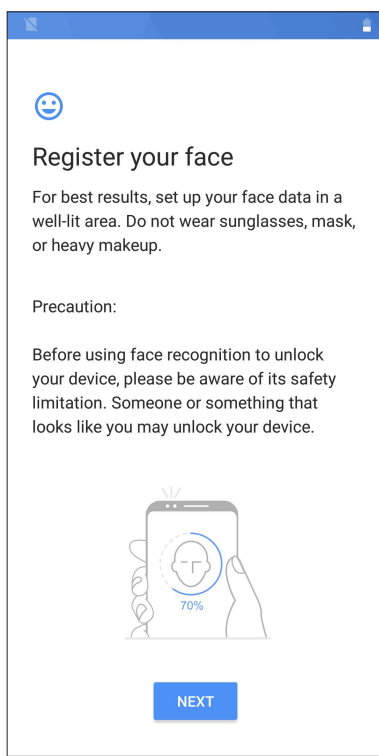 Register your face
For best results, set up your face data in a
well-lit area. Do not wear sunglasses, mask,
or heavy makeup.
Precaution:
Before using face recognition to unlock
your device, please be aware of its safety
limitation. Someone or something that
looks like you may unlock your device.
70%
NEXT